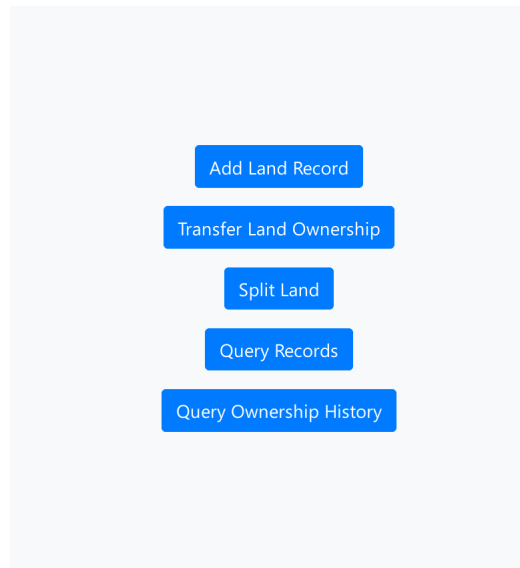 Add Land Record
Transfer Land Ownership
Split Land
Query Records
Query Ownership History